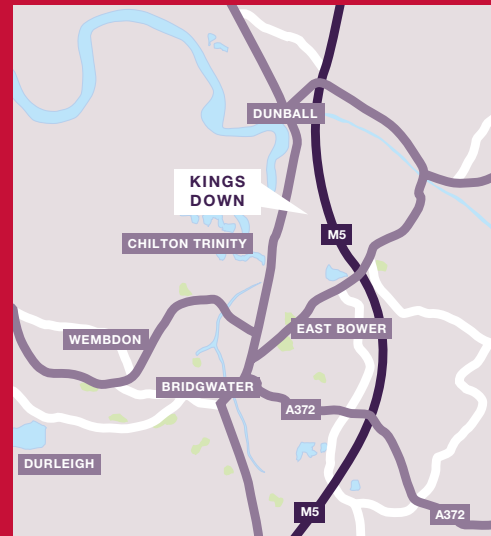 DUNBALL
KINGS
DOWN
M5
CHILTON TRINITY
EAST BOWER
WEMBDON
BRIDGWATER
A372
DURLEIGH
M5
A372